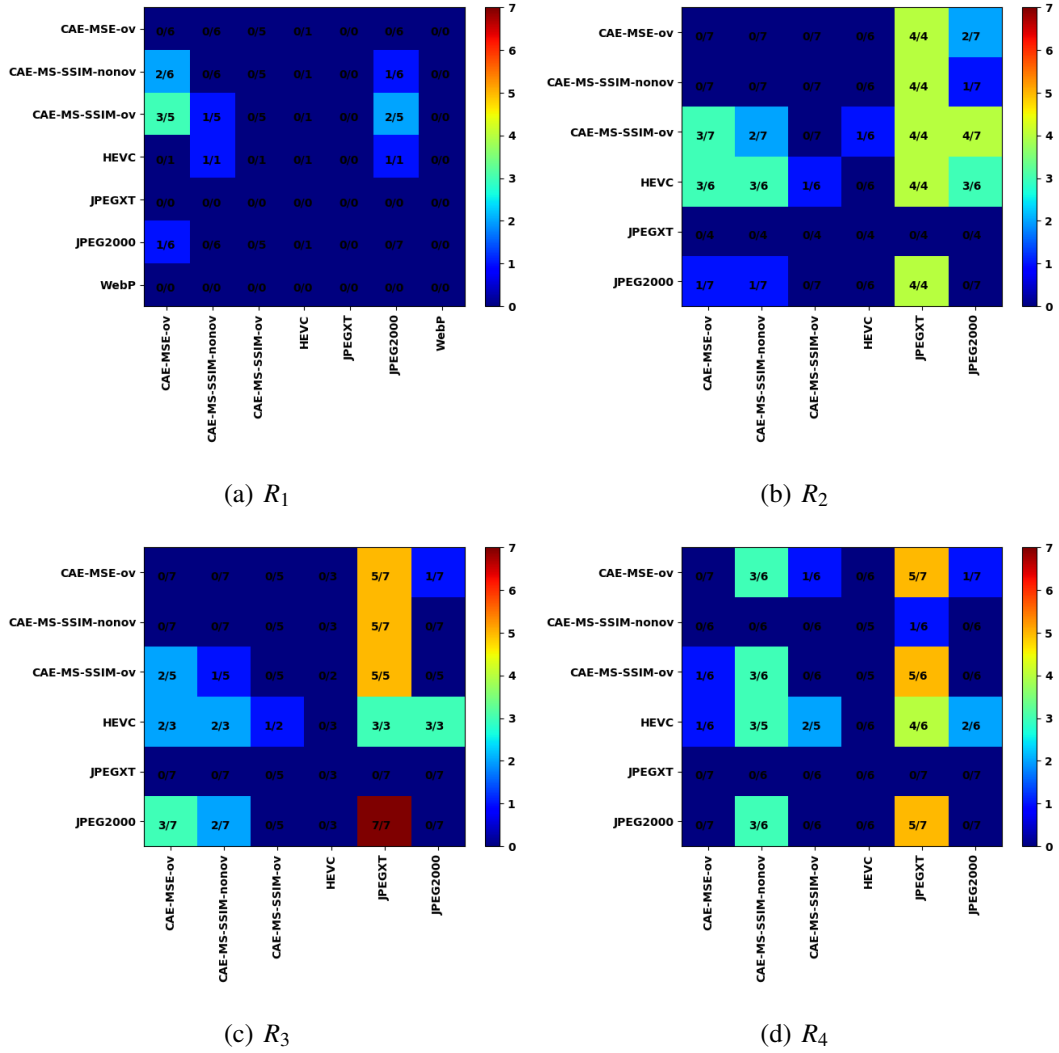 CAE-MSE-ov 0/6 0/6 0/5 0/1 0/0 0/6 0/0
CAE-MS-SSIM-nonov 2/6 0/6 0/5 0/1 0/0 1/6 0/0
CAE-MS-SSIM-ov 3/5 1/5 0/5 0/1 0/0 2/5 0/0
HEVC 0/1 1/1 0/1 0/1 0/0 1/1 0/0
JPEGXT 0/0 0/0 0/0 0/0 0/0 0/0 0/0
JPEG2000 1/6 0/6 0/5 0/1 0/0 0/7 0/0
WebP 0/0 0/0 0/0 0/0 0/0 0/0 0/0
CAE-MSE-ov
CAE-MS-SSIM-nonov
CAE-MS-SSIM-ov
HEVC
JPEGXT
JPEG2000
WebP
7
6
5
4
3
2
1
0
(a) R1
CAE-MSE-ov 0/7 0/7 0/7 0/6 4/4 2/7
CAE-MS-SSIM-nonov 0/7 0/7 0/7 0/6 4/4 1/7
CAE-MS-SSIM-ov 3/7 2/7 0/7 1/6 4/4 4/7
HEVC 3/6 3/6 1/6 0/6 4/4 3/6
JPEGXT 0/4 0/4 0/4 0/4 0/4 0/4
JPEG2000 1/7 1/7 0/7 0/6 4/4 0/7
CAE-MSE-ov
CAE-MS-SSIM-nonov
CAE-MS-SSIM-ov
HEVC
JPEGXT
JPEG2000
7
6
5
4
3
2
1
0
(b) R2
CAE-MSE-ov 0/7 0/7 0/5 0/3 5/7 1/7
CAE-MS-SSIM-nonov 0/7 0/7 0/5 0/3 5/7 0/7
CAE-MS-SSIM-ov 2/5 1/5 0/5 0/2 5/5 0/5
HEVC 2/3 2/3 1/2 0/3 3/3 3/3
JPEGXT 0/7 0/7 0/5 0/3 0/7 0/7
JPEG2000 3/7 2/7 0/5 0/3 7/7 0/7
CAE-MSE-ov
CAE-MS-SSIM-nonov
CAE-MS-SSIM-ov
HEVC
JPEGXT
JPEG2000
7
6
5
4
3
2
1
0
(c) R3
CAE-MSE-ov 0/7 3/6 1/6 0/6 5/7 1/7
CAE-MS-SSIM-nonov 0/6 0/6 0/6 0/5 1/6 0/6
CAE-MS-SSIM-ov 1/6 3/6 0/6 0/5 5/6 0/6
HEVC 1/6 3/5 2/5 0/6 4/6 2/6
JPEGXT 0/7 0/6 0/6 0/6 0/7 0/7
JPEG2000 0/7 3/6 0/6 0/6 5/7 0/7
CAE-MSE-ov
CAE-MS-SSIM-nonov
CAE-MS-SSIM-ov
HEVC
JPEGXT
JPEG2000
7
6
5
4
3
2
1
0
(d) R4